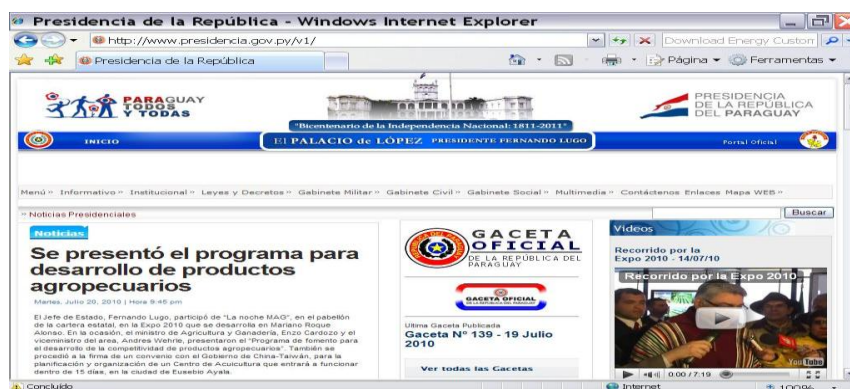 Presidencia de la República - Windows Internet Explorer
http://www.presidencia.gov.py/v1/
Download Energy Custom
Presidencia de la República
Página
Ferramentas
PARAGUAY
TODOS
Y TODAS
PRESIDENCIA
DE LA REPÚBLICA
DEL PARAGUAY
"Bicentenario de la Independencia Nacional: 1811-2011"
INICIO
El PALACIO de LÓPEZ PRESIDENTE FERNANDO LUGO
Portal Oficial
Menú Informativo Institucional Leyes y Decretos Gabinete Militar Gabinete Civil Gabinete Social Multimedia Contáctenos Enlaces Mapa WEB
Noticias Presidenciales
Buscar
Noticias
Se presentó el programa para
desarrollo de productos
agropecuarios
Martes, Julio 20, 2010 | Hora 9:45 pm
El Jefe de Estado, Fernando Lugo, participó de "La noche MAG", en el pabellón
de la cartera estatal, en la Expo 2010 que se desarrolla en Mariano Roque
Alonso. En la ocasión, el ministro de Agricultura y Ganadería, Enzo Cardozo y el
viceministro del area, Andres Wehrle, presentaron el "Programa de fomento para
el desarrollo de la competitividad de productos agropecuarios". También se
procedió a la firma de un convenio con el Gobierno de China-Taiwán, para la
planificación y organización de un Centro de Acuicultura que entrará a funcionar
dentro de 15 días, en la ciudad de Eusebio Ayala.
GACETA
OFICIAL
DE LA REPÚBLICA DEL
PARAGUAY
GACETA OFICIAL
Ultima Gaceta Publicada
Gaceta Nº 139 - 19 Julio
2010
Ver todas las Gacetas
Videos
Recorrido por la
Expo 2010 - 14/07/10
Recorrido por la Expo 2010
YouTube
0:00 / 7:19
Concluído
Internet
100%